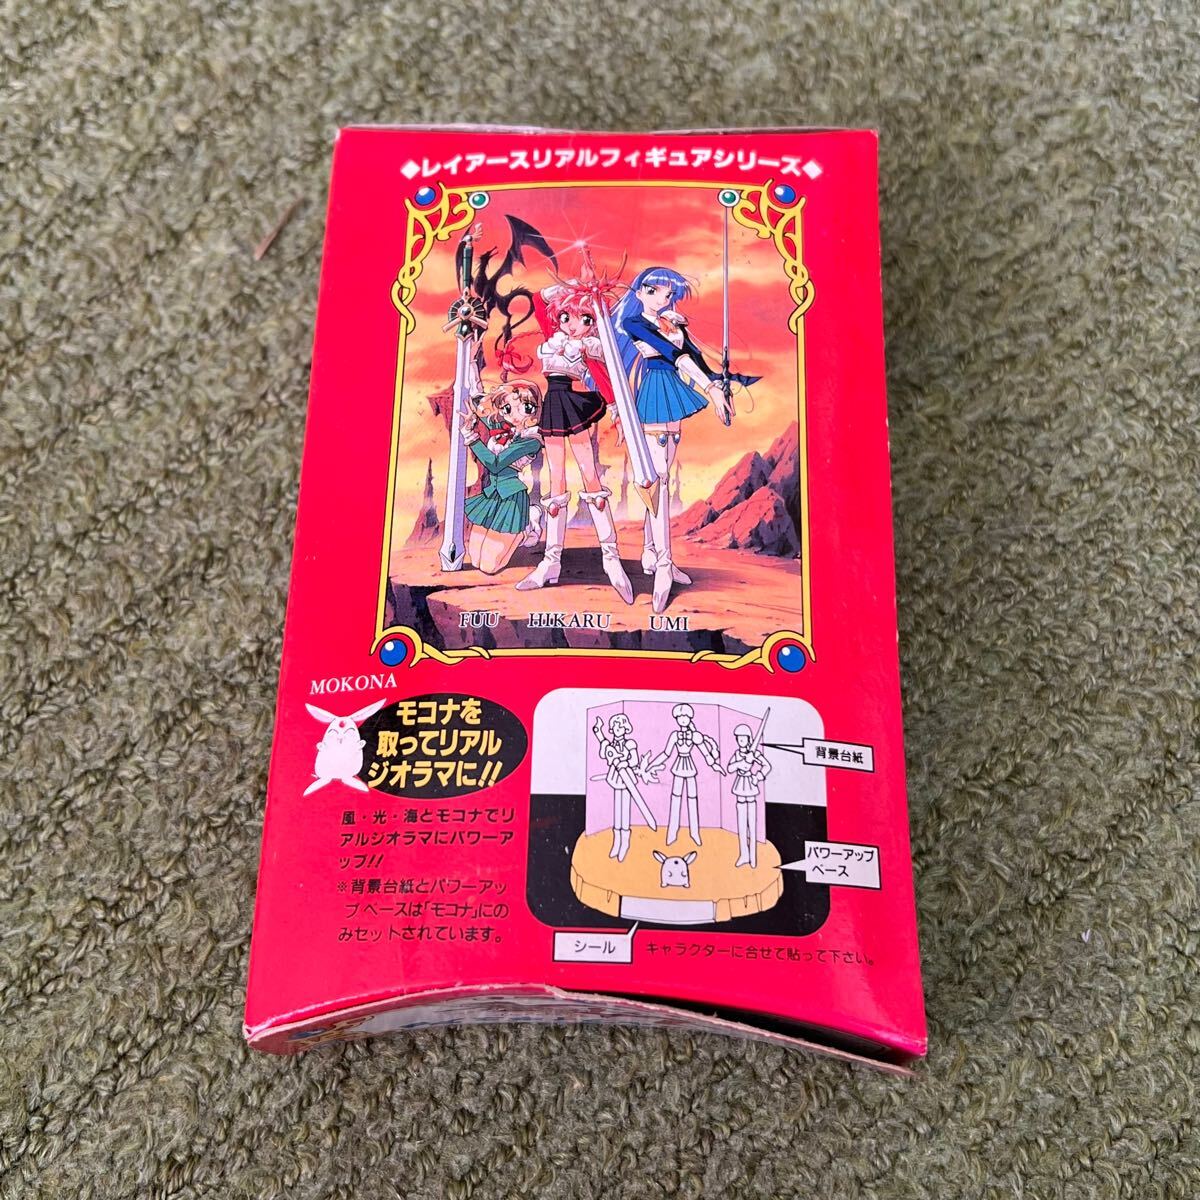 ◆レイアースリアルフィギュアシリーズ◆
FUU HIKARU UMI
MOKONA
モコナを
取ってリアル
ジオラマに!!
風・光・海とモコナでリ
アルジオラマにパワーア
ップ!!
※背景台紙とパワーアッ
プベースは「モコナ」にの
みセットされています。
背景台紙
パワーアップ
ベース
シール
キャラクターに合せて貼って下さい。